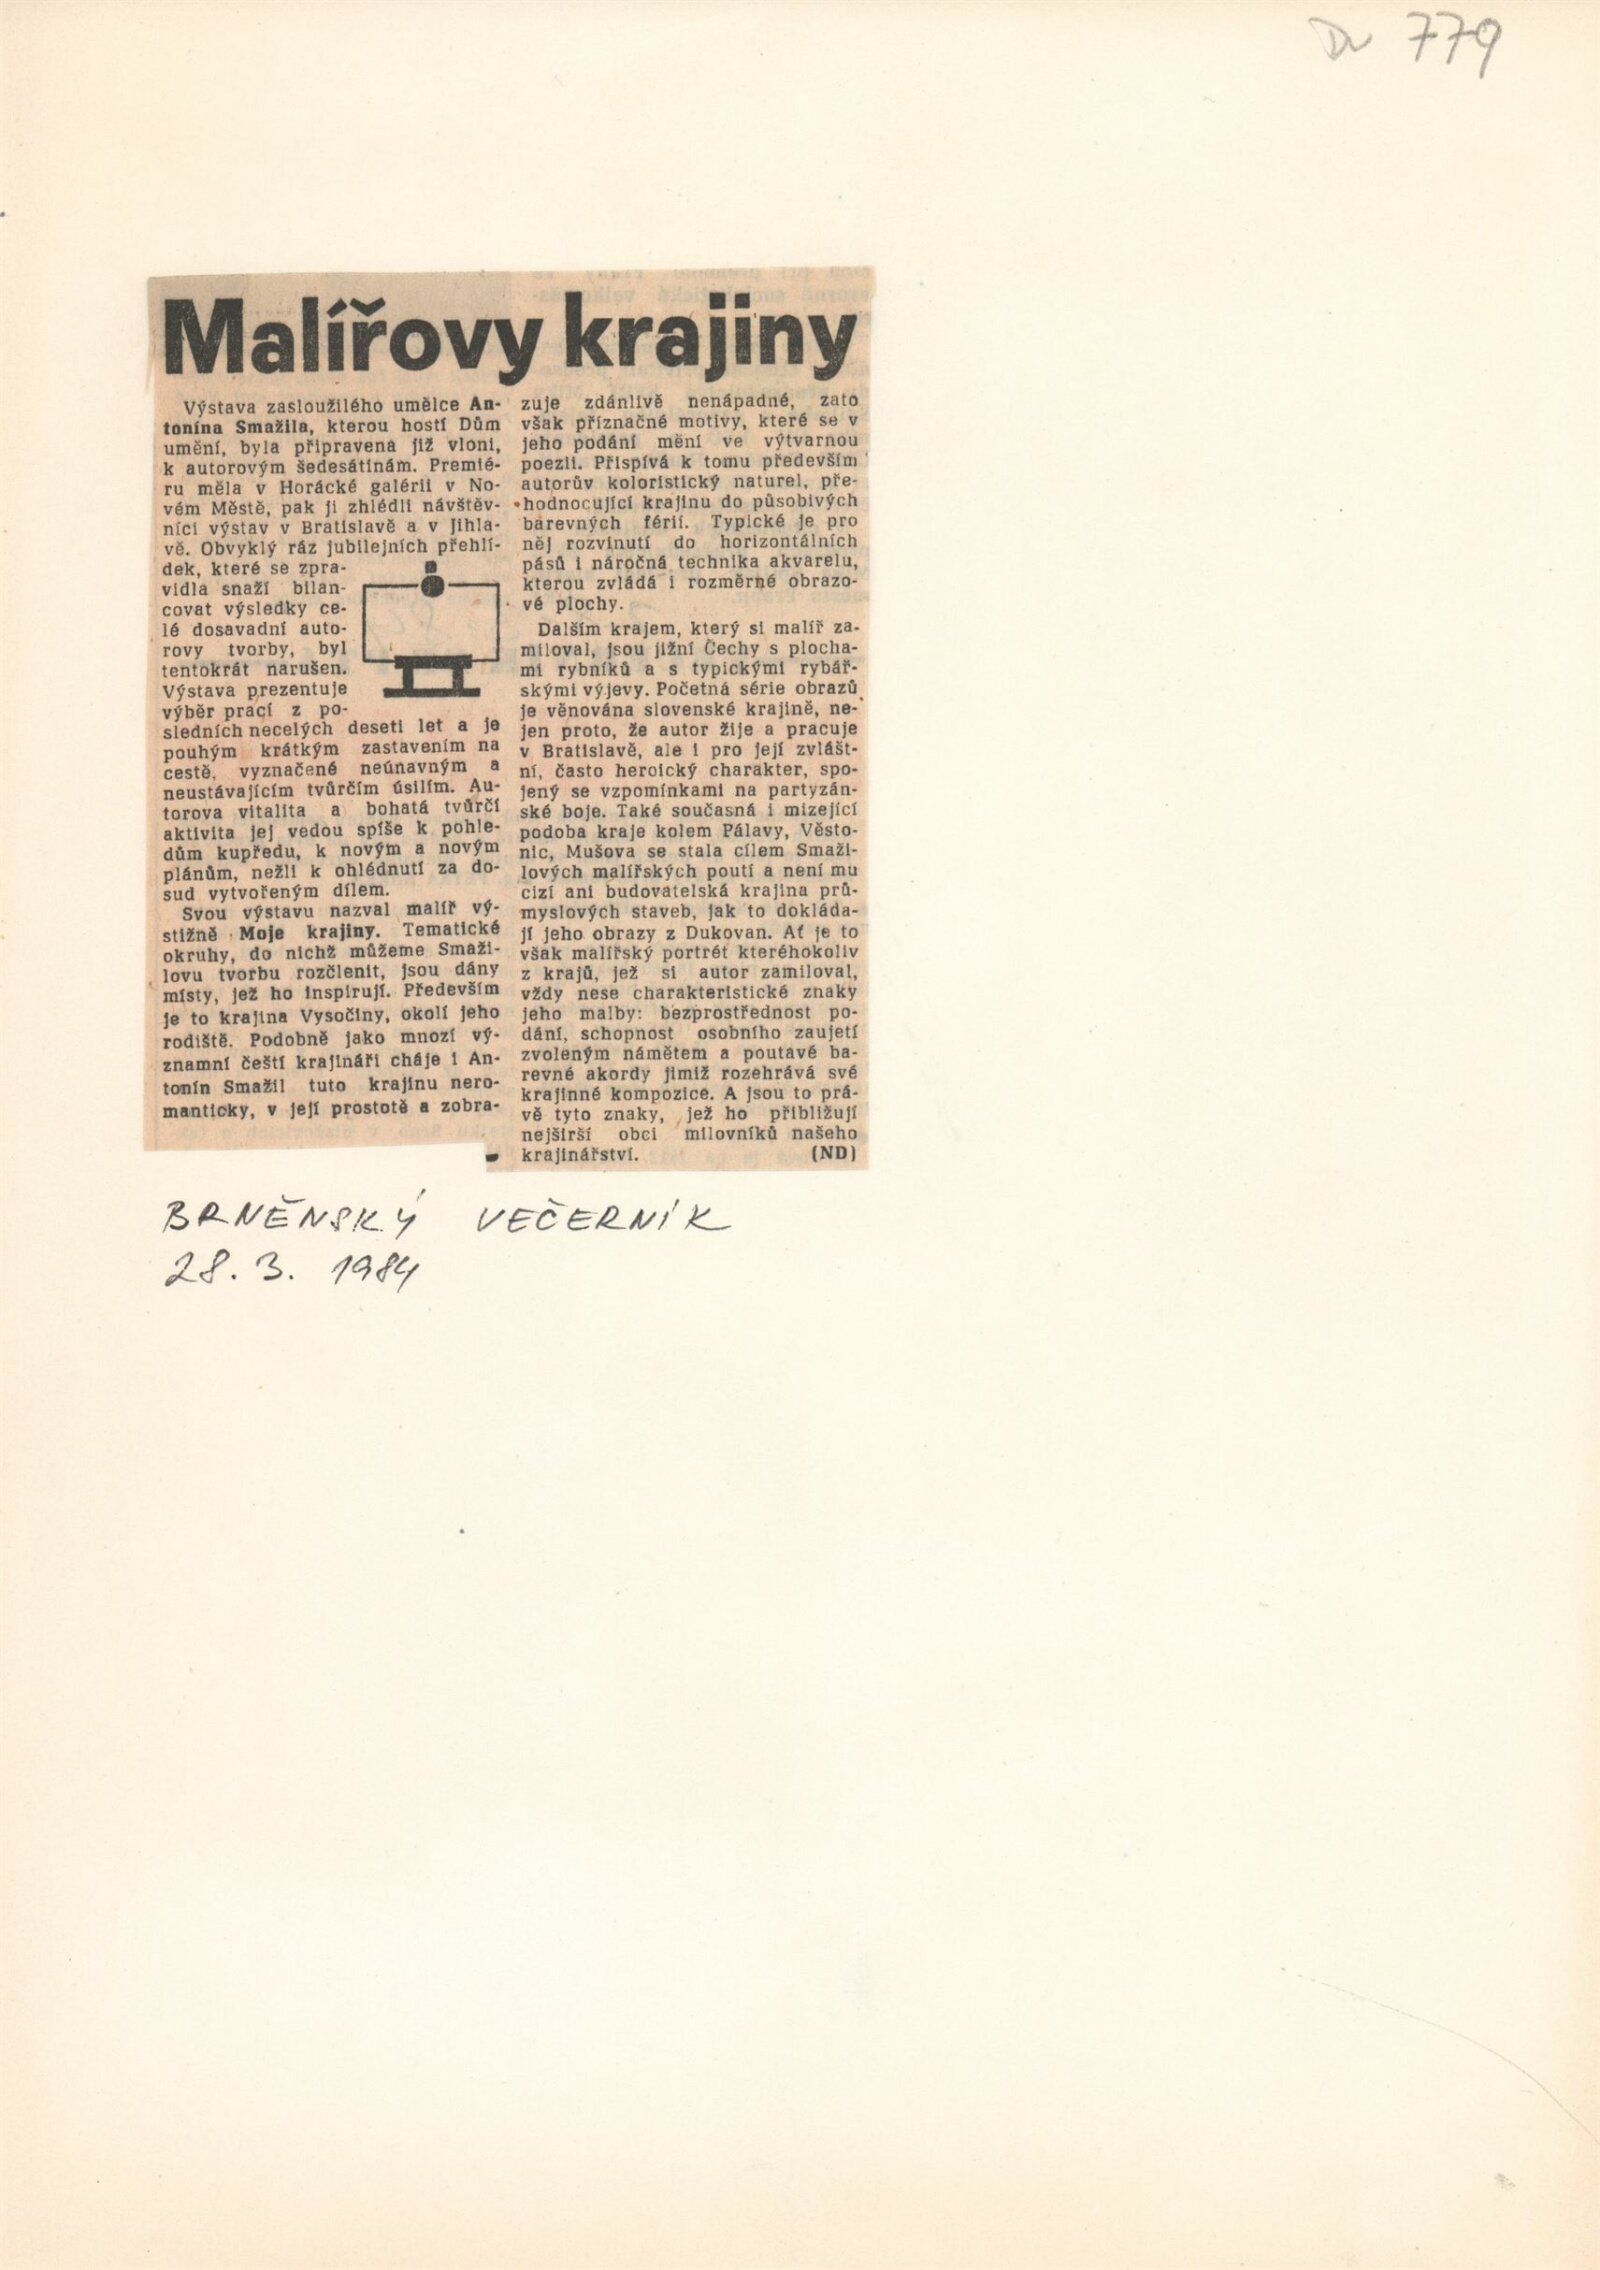 Dv 779
Malířovy krajiny
Výstava zasloužilého umělce An-
tonína Smažila, kterou hostí Dům
umění, byla připravena již vloni,
k autorovým šedesátinám. Premié-
ru měla v Horácké galérii v No-
vém Městě, pak ji zhlédli návštěv-
níci výstav v Bratislavě a v Jihla-
vě. Obvyklý ráz jubilejních přehlí-
dek, které se zpra-
vidla snaží bilan-
covat výsledky ce-
lé dosavadní auto-
rovy tvorby, byl
tentokrát narušen.
Výstava prezentuje
výběr prací z po-
sledních necelých deseti let a je
pouhým krátkým zastavením na
cestě, vyznačené neúnavným a
neustávajícím tvůrčím úsilím. Au-
torova vitalita a bohatá tvůrčí
aktivita jej vedou spíše k pohle-
dům kupředu, k novým a novým
plánům, nežli k ohlédnutí za do-
sud vytvořeným dílem.
Svou výstavu nazval malíř vý-
stižně Moje krajiny. Tematické
okruhy, do nichž můžeme Smaži-
lovu tvorbu rozčlenit, jsou dány
místy, jež ho inspirují. Především
je to krajina Vysočiny, okolí jeho
rodiště. Podobně jako mnozí vý-
znamní čeští krajináři cháje i An-
tonín Smažil tuto krajinu nero-
manticky, v její prostotě a zobra-
zuje zdánlivě nenápadné, zato
však příznačné motivy, které se v
jeho podání mění ve výtvarnou
poezii. Přispívá k tomu především
autorův koloristický naturel, pře-
hodnocující krajinu do působivých
barevných férií. Typické je pro
něj rozvinutí do horizontálních
pásů i náročná technika akvarelu,
kterou zvládá i rozměrné obrazo-
vé plochy.
Dalším krajem, který si malíř za-
miloval, jsou jižní Čechy s plocha-
mi rybníků a s typickými rybář-
skými výjevy. Početná série obrazů
je věnována slovenské krajině, ne-
jen proto, že autor žije a pracuje
v Bratislavě, ale i pro její zvlášt-
ní, často heroický charakter, spo-
jený se vzpomínkami na partyzán-
ské boje. Také současná i mizející
podoba kraje kolem Pálavy, Věsto-
nic, Mušova se stala cílem Smaži-
lových malířských poutí a není mu
cizí ani budovatelská krajina prů-
myslových staveb, jak to dokláda-
jí jeho obrazy z Dukovan. Ať je to
však malířský portrét kteréhokoliv
z krajů, jež si autor zamiloval,
vždy nese charakteristické znaky
jeho malby: bezprostřednost po-
dání, schopnost osobního zaujetí
zvoleným námětem a poutavé ba-
revné akordy jimiž rozehrává své
krajinné kompozice. A jsou to prá-
vě tyto znaky, jež ho přibližují
nejširší obci milovníků našeho
krajinářství. (ND)
BRNĚNSKÝ VEČERNÍK
28. 3. 1984